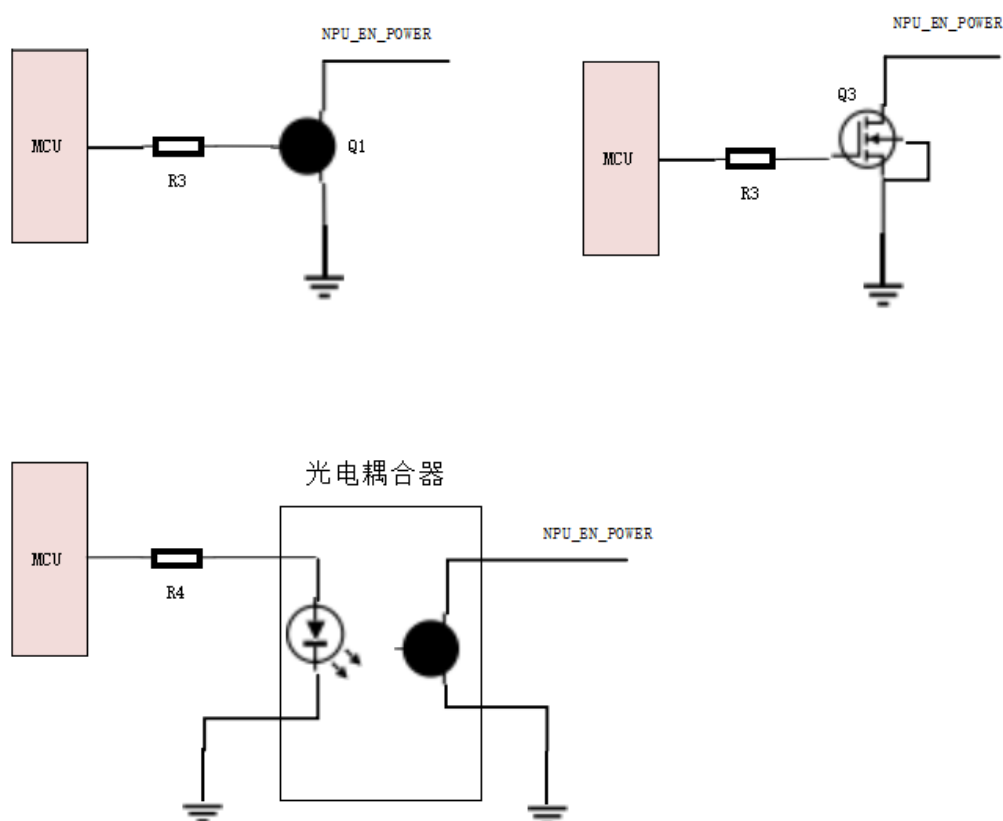 NPU_EN_POWER
MCU
R3
Q1
NPU_EN_POWER
Q3
MCU
R3
光电耦合器
NPU_EN_POWER
MCU
R4